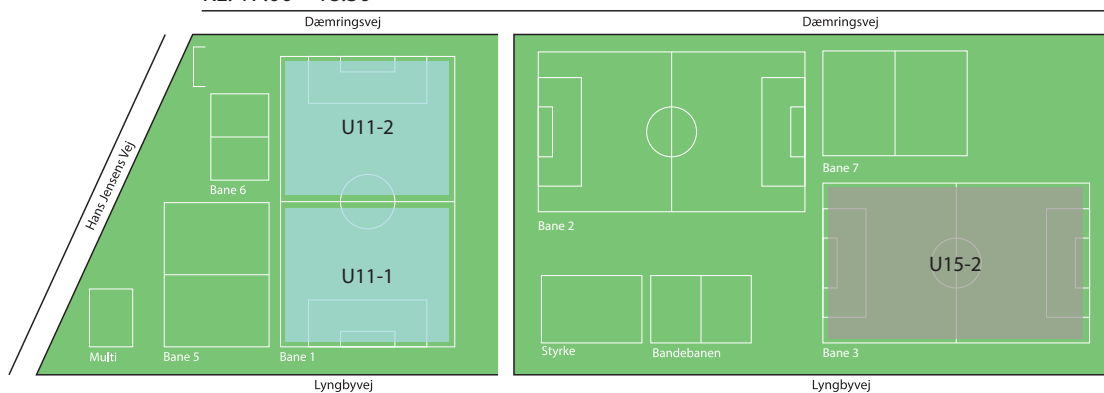 Dæmringsvej
Dæmringsvej
Hans Jensens Vej
U11-2
Bane 6
Bane 7
Bane 2
U11-1
U15-2
Multi
Bane 5
Bane 1
Styrke
Bandebanen
Bane 3
Lyngbyvej
Lyngbyvej